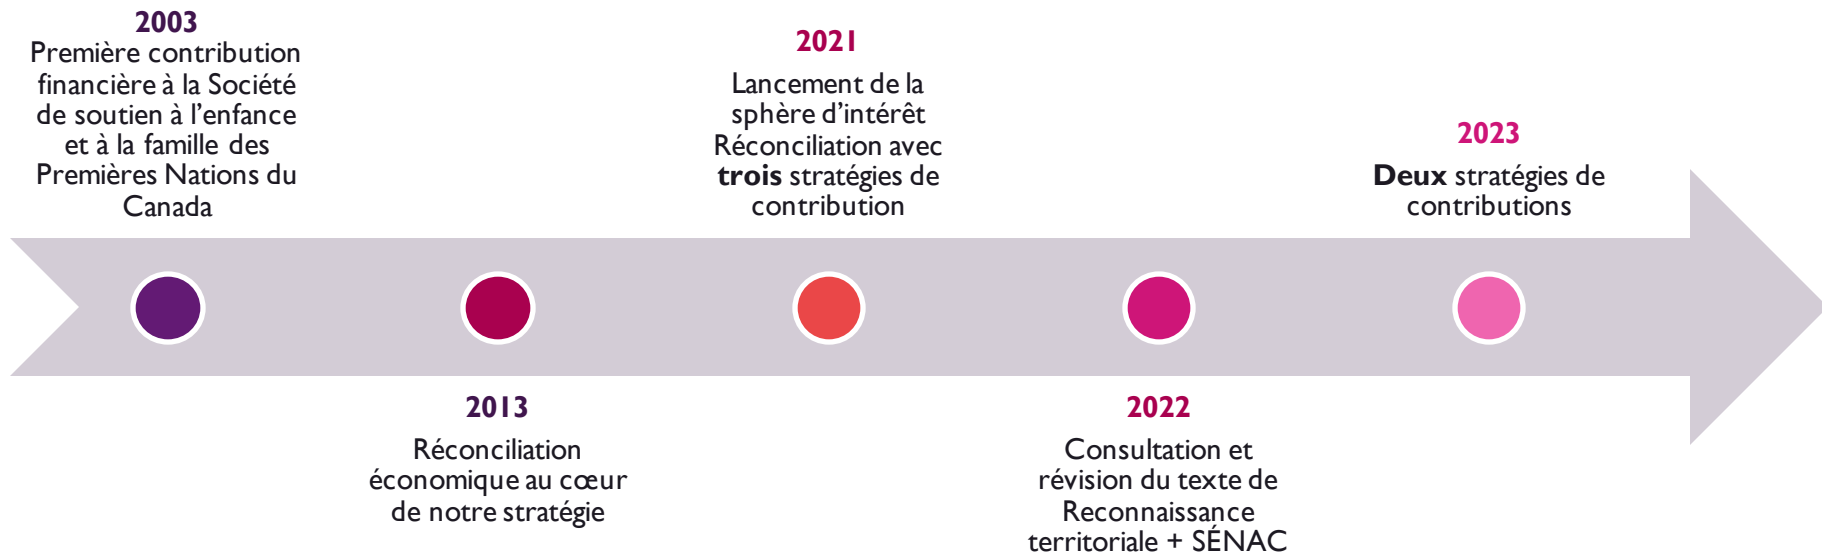 2003
Première contribution
financière à la Société
de soutien à l’enfance
et à la famille des
Premières Nations du
Canada
2013
Réconciliation
économique au cœur
de notre stratégie
2021
Lancement de la
sphère d’intérêt
Réconciliation avec
trois stratégies de
contribution
2022
Consultation et
révision du texte de
Reconnaissance
territoriale + SÉNAC
2023
Deux stratégies de
contributions